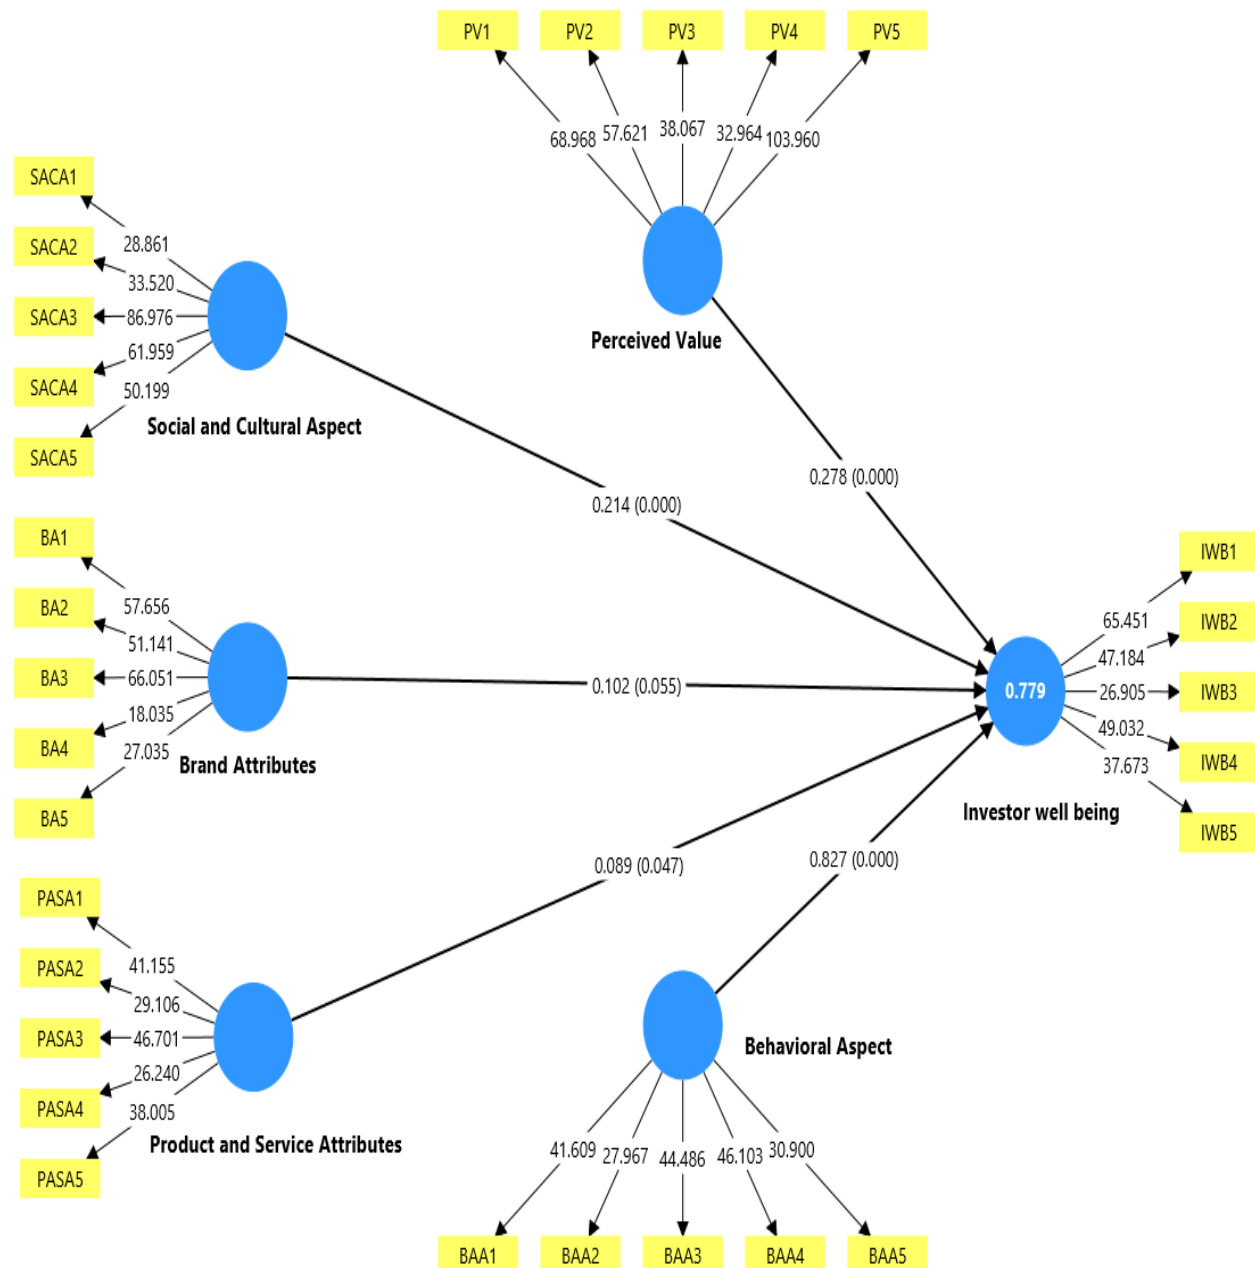 PV1
PV2
PV3
PV4
PV5
68.968
57.621
38.067
32.964
103.960
Perceived Value
SACA1
SACA2
SACA3
SACA4
SACA5
28.861
33.520
86.976
61.959
50.199
Social and Cultural Aspect
0.214 (0.000)
0.278 (0.000)
BA1
BA2
BA3
BA4
BA5
57.656
51.141
66.051
18.035
27.035
Brand Attributes
0.102 (0.055)
0.779
Investor well being
IWB1
IWB2
IWB3
IWB4
IWB5
65.451
47.184
26.905
49.032
37.673
PASA1
PASA2
PASA3
PASA4
PASA5
41.155
29.106
46.701
26.240
38.005
Product and Service Attributes
0.089 (0.047)
0.827 (0.000)
Behavioral Aspect
41.609
27.967
44.486
46.103
30.900
BAA1
BAA2
BAA3
BAA4
BAA5